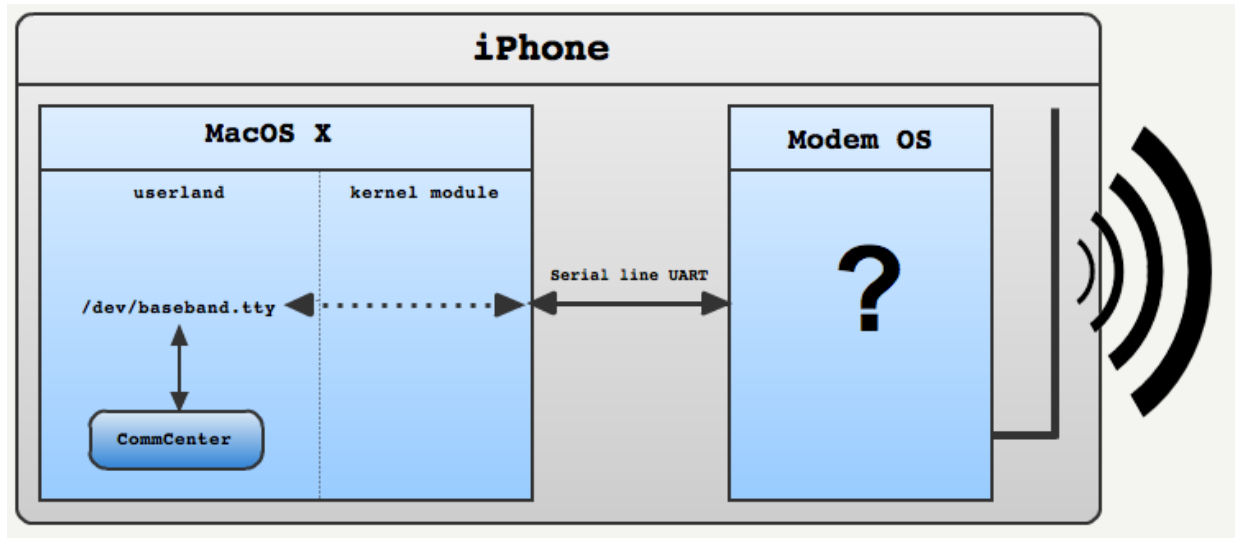 iPhone
MacOS X
Modem OS
userland
kernel module
?
Serial line UART
/dev/baseband.tty
CommCenter